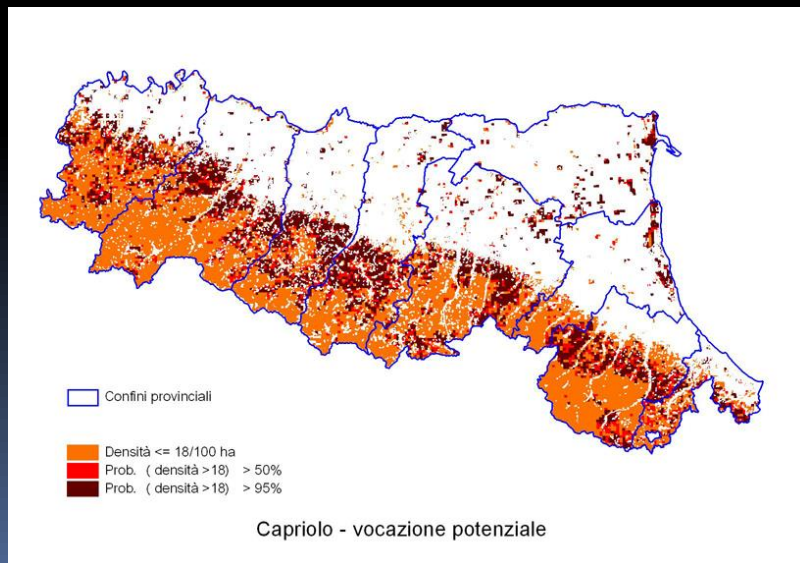 Confini provinciali
Densità <= 18/100 ha
Prob. ( densità >18) > 50%
Prob. ( densità >18) > 95%
Capriolo - vocazione potenziale